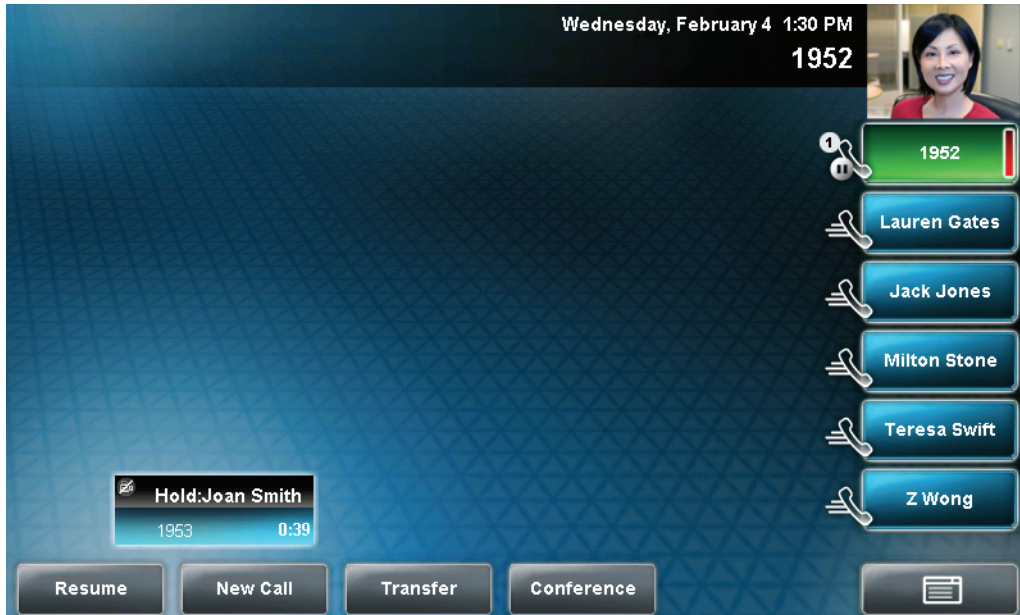 Wednesday, February 4 1:30 PM
1952
1
1952
Lauren Gates
Jack Jones
Milton Stone
Teresa Swift
Z Wong
Hold:Joan Smith
1953 0:39
Resume New Call Transfer Conference